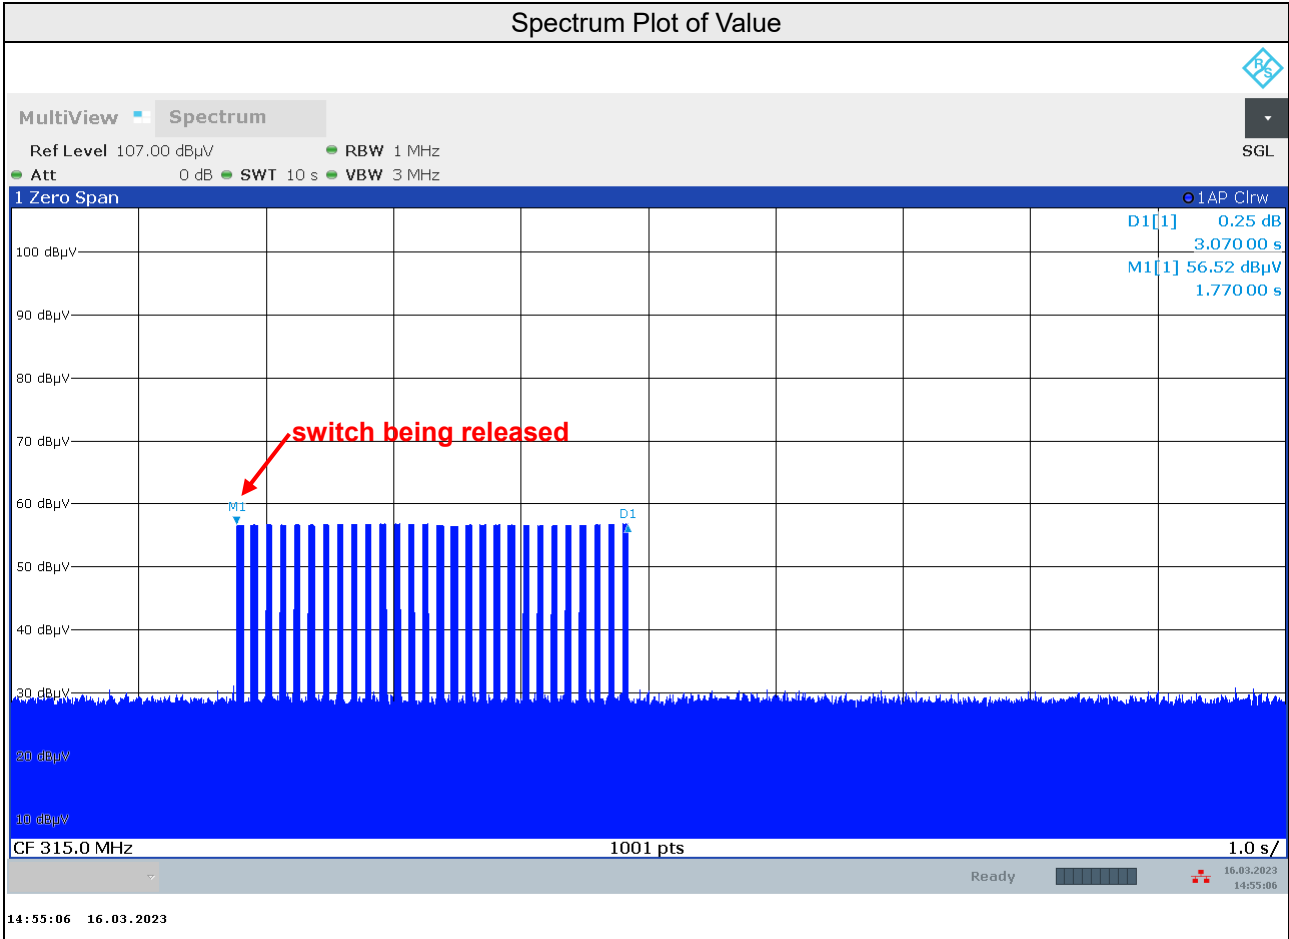 Spectrum Plot of Value
R&S
MultiView Spectrum
Ref Level 107.00 dBµV RBW 1 MHz SGL
Att 0 dB SWT 10 s VBW 3 MHz
1 Zero Span 1AP Clrw
D1[1] 0.25 dB
3.070 00 s
M1[1] 56.52 dBµV
1.770 00 s
100 dBµV
90 dBµV
80 dBµV
70 dBµV
switch being released
60 dBµV
M1
D1
50 dBµV
40 dBµV
30 dBµV
20 dBµV
10 dBµV
CF 315.0 MHz 1001 pts 1.0 s/
Ready 16.03.2023
14:55:06
14:55:06 16.03.2023